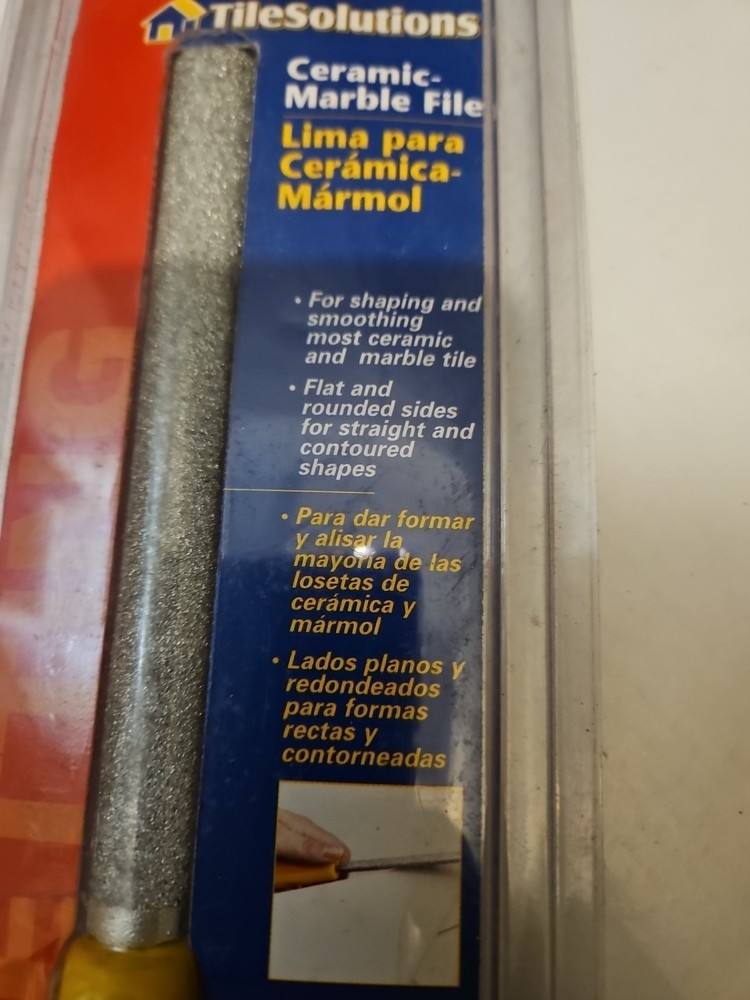 TileSolutions
Ceramic-
Marble File
Lima para
Cerámica-
Mármol
• For shaping and
smoothing
most ceramic
and marble tile
• Flat and
rounded sides
for straight and
contoured
shapes
• Para dar formar
y alisar la
mayoría de las
losetas de
cerámica y
mármol
• Lados planos y
redondeados
para formas
rectas y
contorneadas